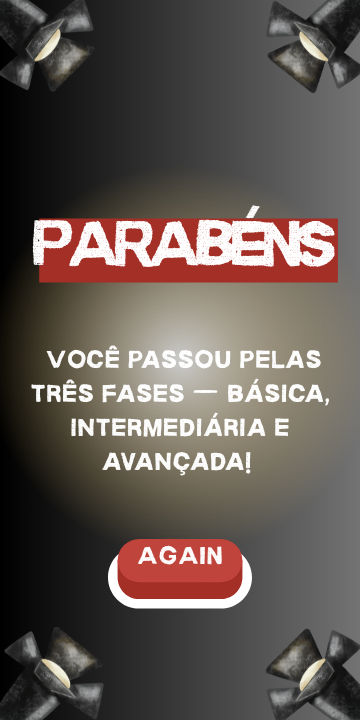 PARABÉNS
VOCÊ PASSOU PELAS
TRÊS FASES — BÁSICA,
INTERMEDIÁRIA E
AVANÇADA!
AGAIN